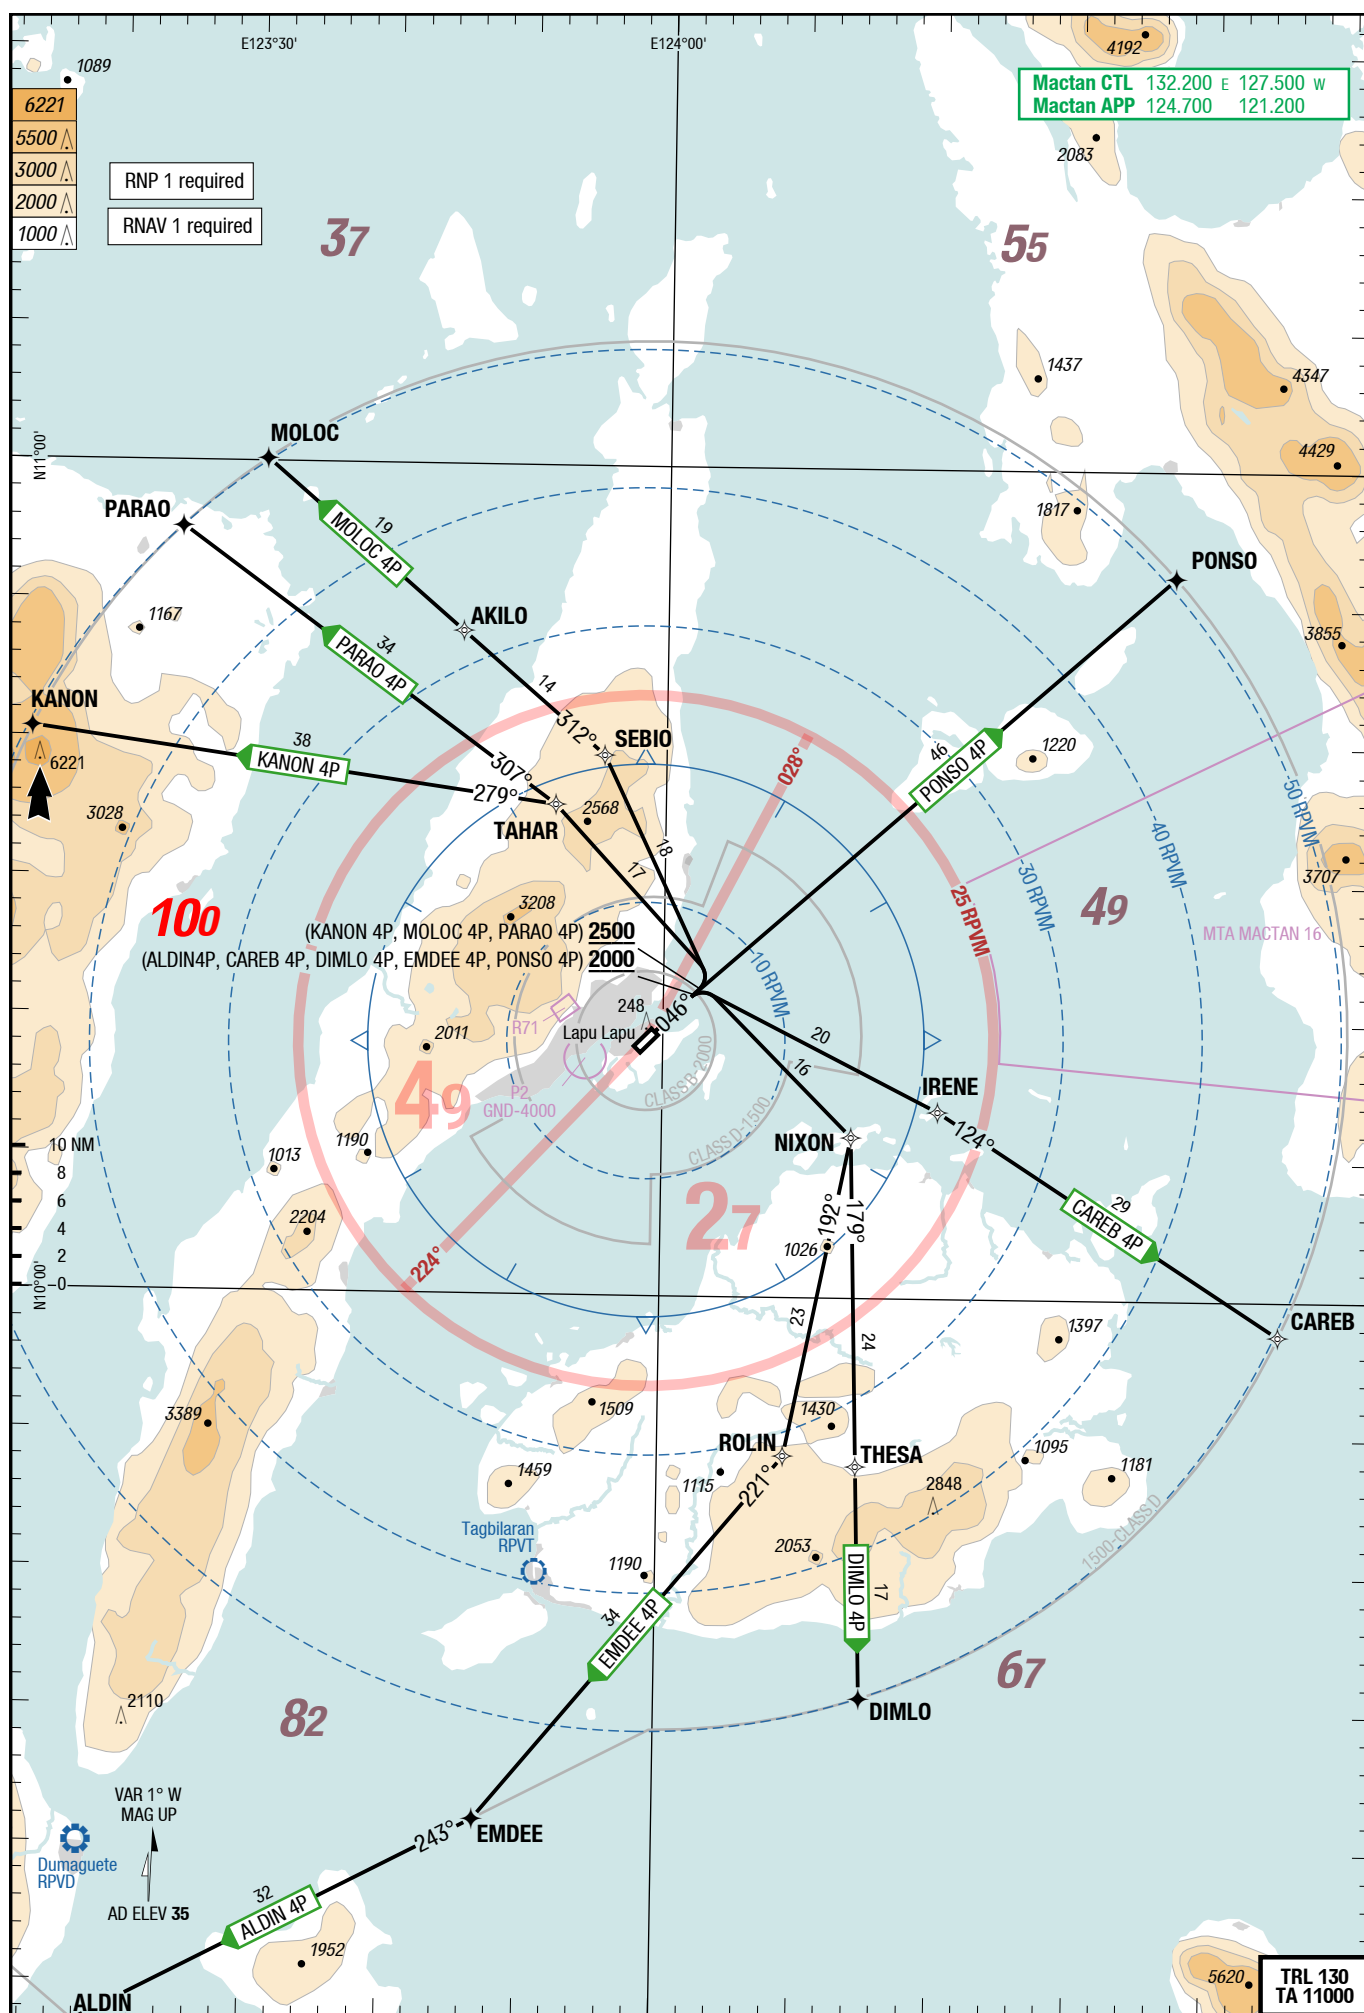 E123°30'
E124°00'
4192
1089
Mactan CTL 132.200 E 127.500 W
Mactan APP 124.700 121.200
6221
5500
3000
2000
1000
2083
RNP 1 required
RNAV 1 required
37
55
1437
4347
MOLOC
N11°00'
4429
PARAO
19
MOLOC 4P
1817
PONSO
AKILO
1167
34
PARAO 4P
3855
14
KANON
312°
SEBIO
38
KANON 4P
46
PONSO 4P
1220
6221
307°
279°
028°
50 RPVM
3028
TAHAR
2568
40 RPVM
18
17
30 RPVM
3707
25 RPVM
100
3208
49
(KANON 4P, MOLOC 4P, PARAO 4P) 2500
MTA MACTAN 16
(ALDIN4P, CAREB 4P, DIMLO 4P, EMDEE 4P, PONSO 4P) 2000
10 RPVM
248
046°
R71
Lapu Lapu
2011
20
16
49
P2,
GND-4000
CLASS B-2000
IRENE
CLASS D-1500
124°
NIXON
10 NM
1190
1013
8
6
4
2
0
29
CAREB 4P
2204
27
192°
179°
1026
224°
N10°00'
CAREB
23
24
1397
3389
1509
1430
ROLIN
THESA
1095
1459
1115
221°
2848
1181
Tagbilaran
RPVT
2053
1500-CLASS D
1190
DIMLO 4P
17
34
EMDEE 4P
67
2110
82
DIMLO
VAR 1° W
MAG UP
243°
EMDEE
Dumaguete
RPVD
32
ALDIN 4P
AD ELEV 35
1952
5620
TRL 130
TA 11000
ALDIN